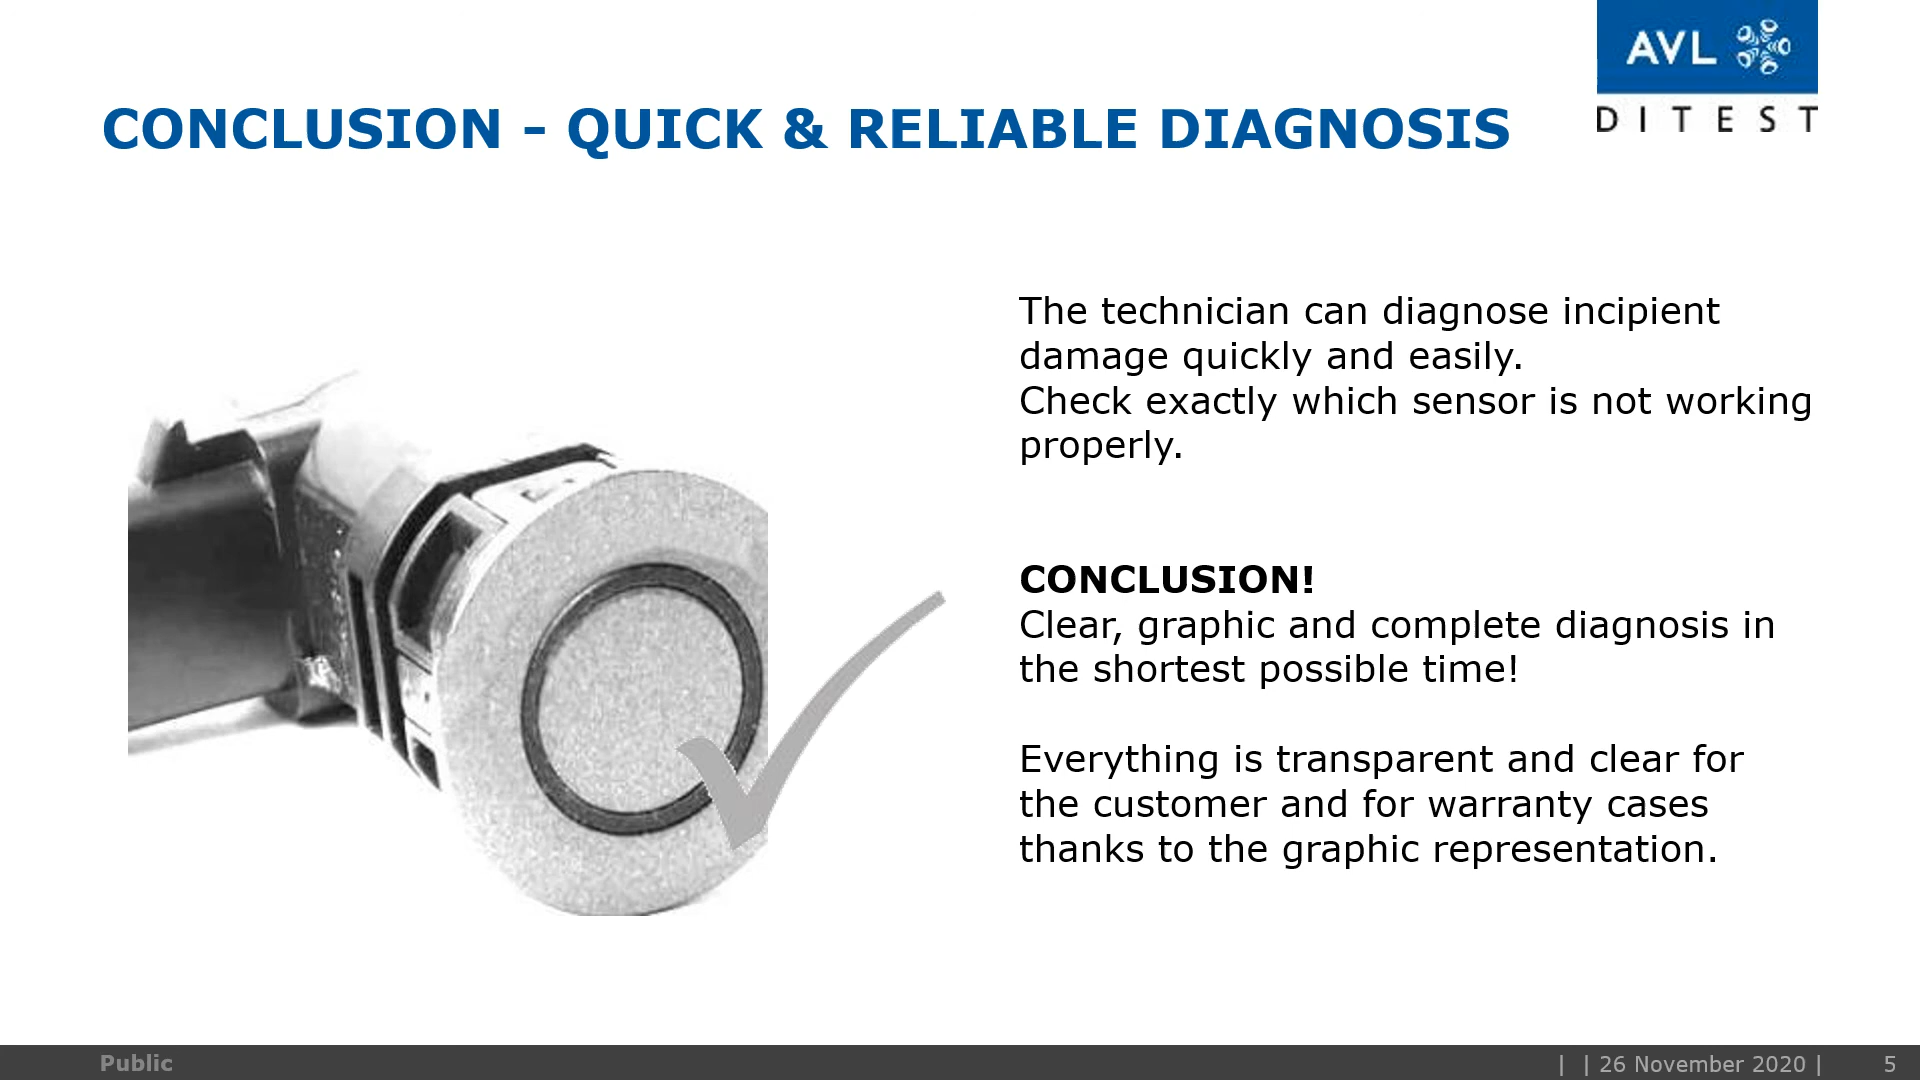 AVL
DITEST
CONCLUSION - QUICK & RELIABLE DIAGNOSIS
The technician can diagnose incipient
damage quickly and easily.
Check exactly which sensor is not working
properly.
CONCLUSION!
Clear, graphic and complete diagnosis in
the shortest possible time!
Everything is transparent and clear for
the customer and for warranty cases
thanks to the graphic representation.
Public
| | 26 November 2020 | 5